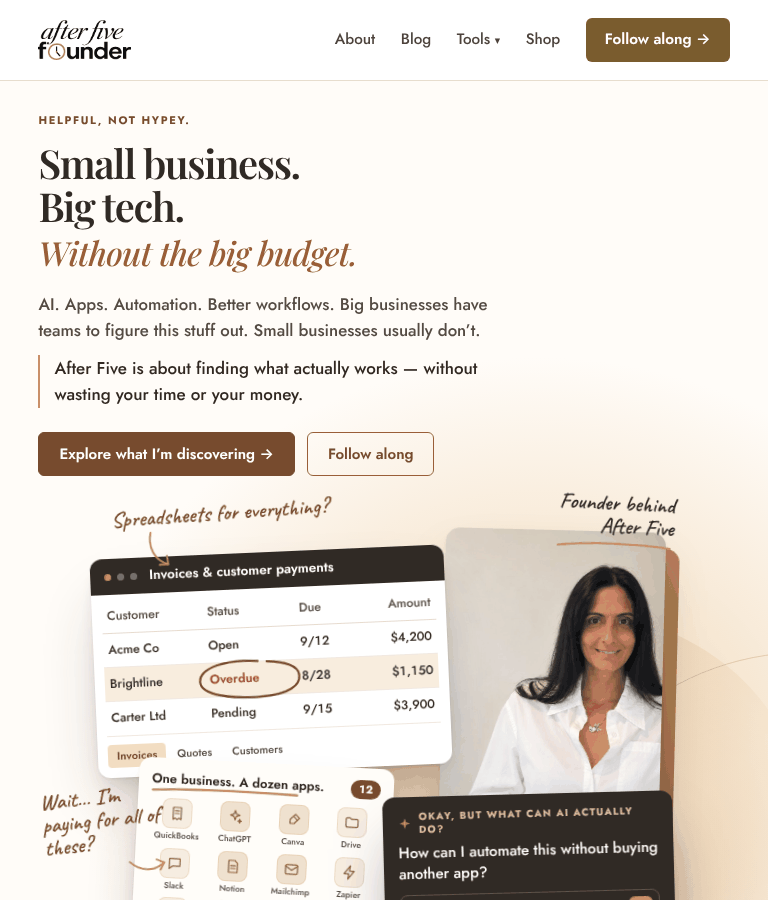 after five
founder
About Blog Tools ▾ Shop Follow along →
HELPFUL, NOT HYPEY.
Small business.
Big tech.
Without the big budget.
AI. Apps. Automation. Better workflows. Big businesses have
teams to figure this stuff out. Small businesses usually don’t.
After Five is about finding what actually works — without
wasting your time or your money.
Explore what I’m discovering → Follow along
Spreadsheets for everything?
Founder behind
After Five
Invoices & customer payments
Customer Status Due Amount
Acme Co Open 9/12 $4,200
Brightline Overdue 8/28 $1,150
Carter Ltd Pending 9/15 $3,900
Invoices Quotes Customers
One business. A dozen apps. 12
Wait... I’m
paying for all of
these?
QuickBooks ChatGPT Canva Drive
Slack Notion Mailchimp Zapier
OKAY, BUT WHAT CAN AI ACTUALLY
DO?
How can I automate this without buying
another app?